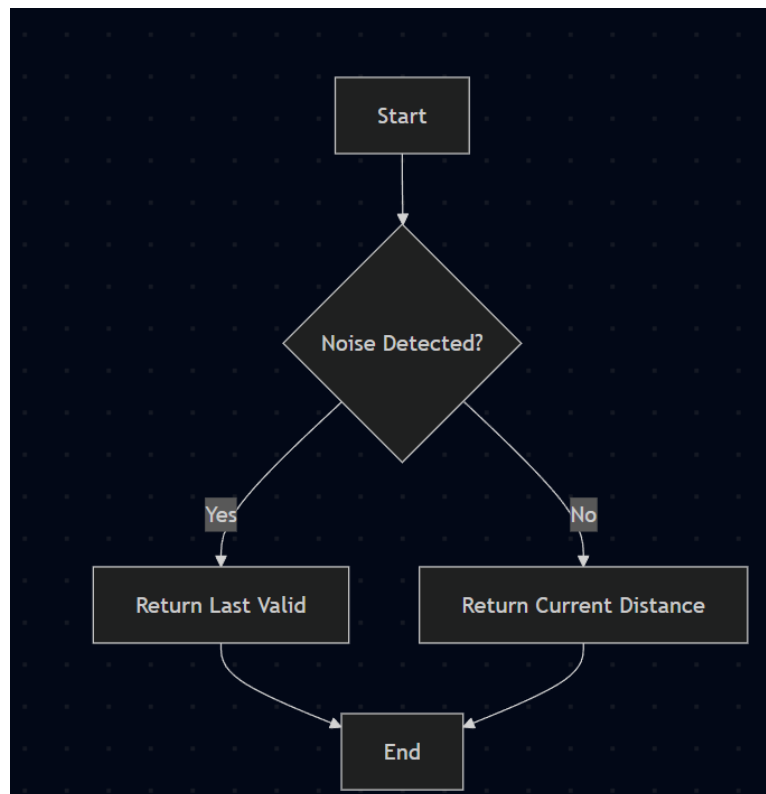 Start
Noise Detected?
Yes
No
Return Last Valid
Return Current Distance
End